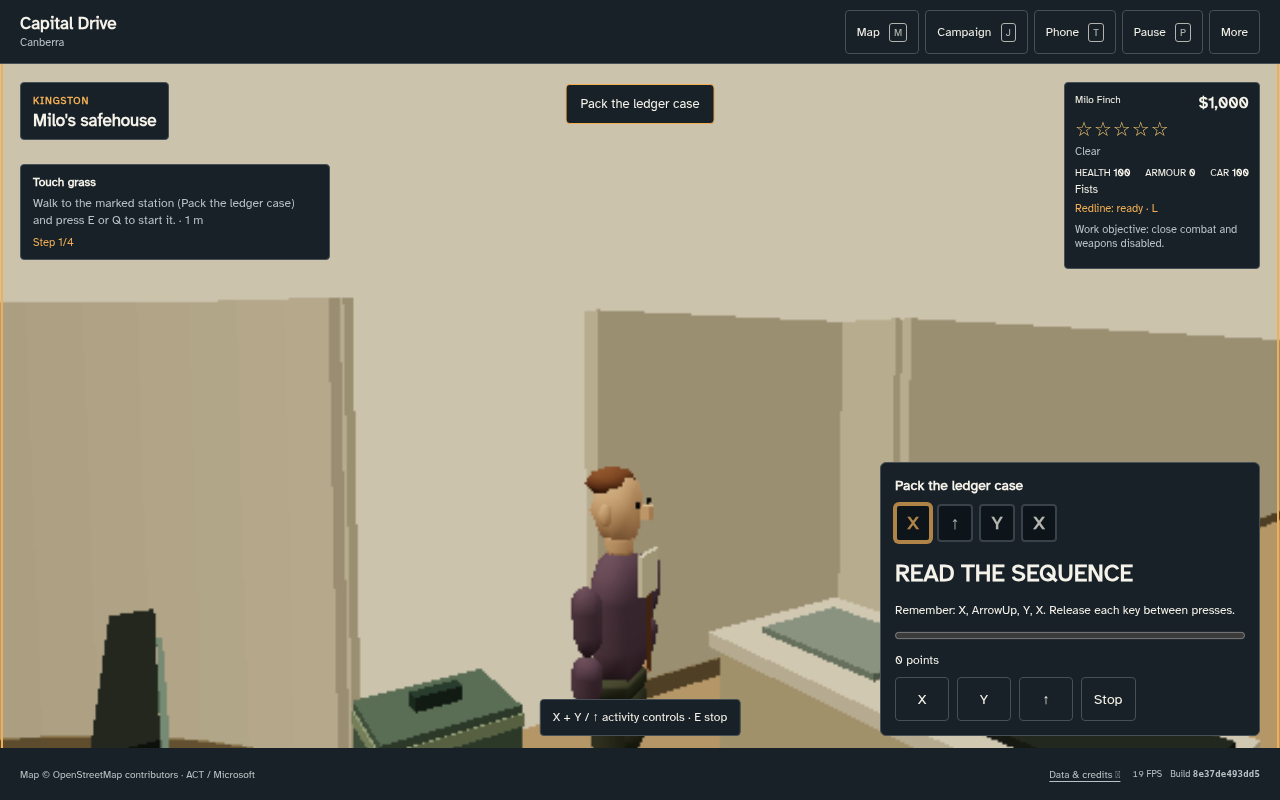 Capital Drive
Canberra
Map M
Campaign J
Phone T
Pause P
More
KINGSTON
Milo's safehouse
Pack the ledger case
Milo Finch $1,000
☆☆☆☆☆
Clear
HEALTH 100 ARMOUR 0 CAR 100
Fists
Redline: ready · L
Work objective: close combat and
weapons disabled.
Touch grass
Walk to the marked station (Pack the ledger case)
and press E or Q to start it. · 1 m
Step 1/4
Pack the ledger case
X ↑ Y X
READ THE SEQUENCE
Remember: X, ArrowUp, Y, X. Release each key between presses.
0 points
X Y ↑ Stop
X + Y / ↑ activity controls · E stop
Map © OpenStreetMap contributors · ACT / Microsoft
Data & credits
19 FPS
Build 8e37de493dd5